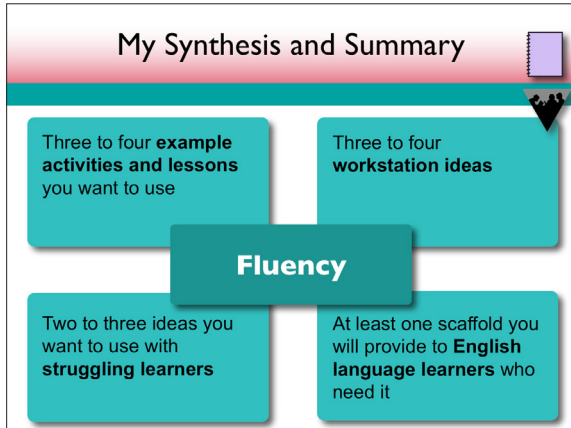 My Synthesis and Summary
Three to four example
activities and lessons
you want to use
Three to four
workstation ideas
Fluency
Two to three ideas you
want to use with
struggling learners
At least one scaffold you
will provide to English
language learners who
need it